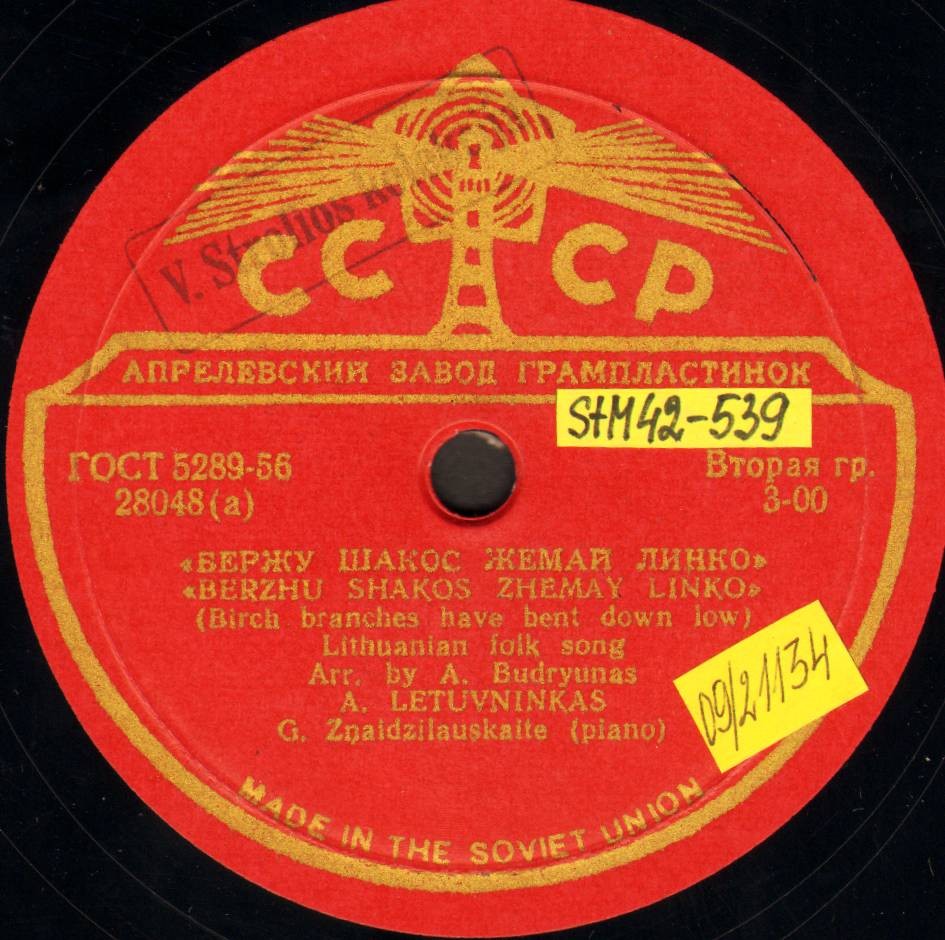 V. Strolios
СССР
АПРЕЛЕВСКИЙ ЗАВОД ГРАМПЛАСТИНОК
StM42-539
ГОСТ 5289-56
Вторая гр.
28048(а)
3-00
«БЕРЖУ ШАКОС ЖЕМАЙ ЛИНКО»
«BERZHU SHAKOS ZHEMAY LINKO»
(Birch branches have bent down low)
Lithuanian folk song
Arr. by A. Budryunas
A. LETUVNINKAS
G. Znaidzilauskaite (piano)
09/21134
MADE IN THE SOVIET UNION